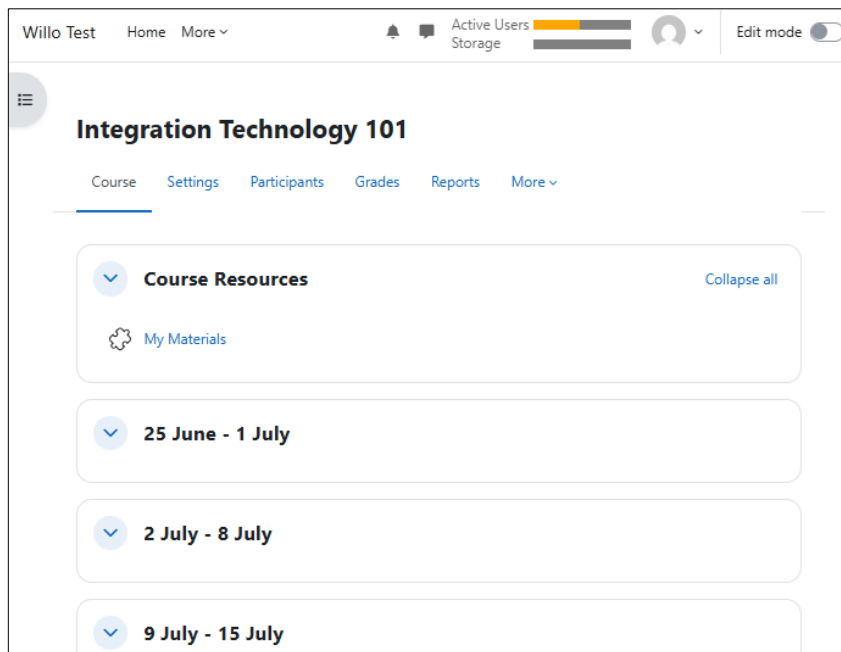 Willo Test Home More Active Users Edit mode
Storage
Integration Technology 101
Course Settings Participants Grades Reports More
Course Resources Collapse all
My Materials
25 June - 1 July
2 July - 8 July
9 July - 15 July